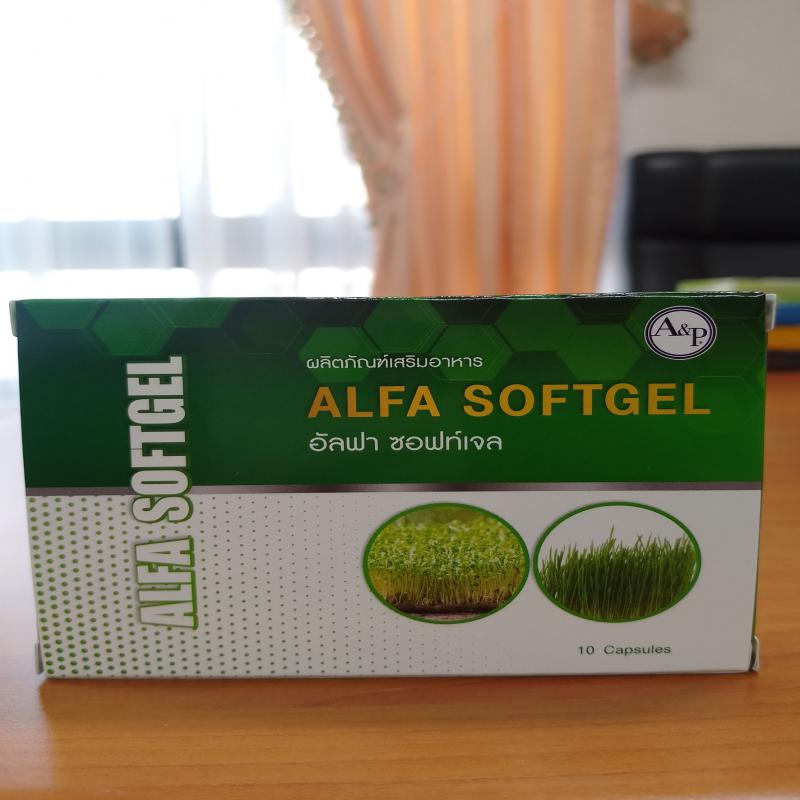 ALFA SOFTGEL
A&P.
ผลิตภัณฑ์เสริมอาหาร
ALFA SOFTGEL
อัลฟา ซอฟท์เจล
10 Capsules